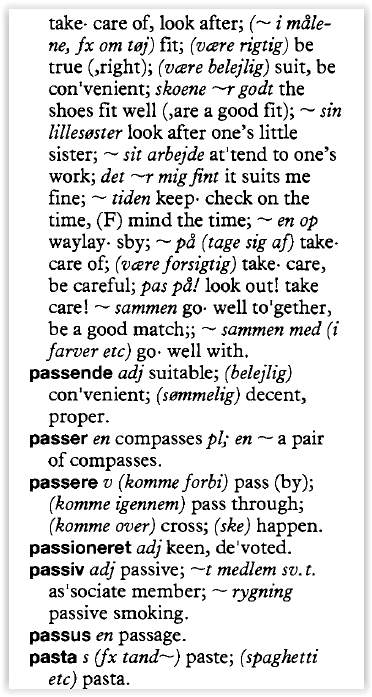 take· care of, look after; (~ i måle-
ne, fx om tøj) fit; (være rigtig) be
true (,right); (være belejlig) suit, be
con'venient; skoene ~r godt the
shoes fit well (,are a good fit); ~ sin
lillesøster look after one's little
sister; ~ sit arbejde at'tend to one's
work; det ~r mig fint it suits me
fine; ~ tiden keep· check on the
time, (F) mind the time; ~ en op
waylay· sby; ~ på (tage sig af) take·
care of; (være forsigtig) take· care,
be careful; pas på! look out! take
care! ~ sammen go· well to'gether,
be a good match;; ~ sammen med (i
farver etc) go· well with.
passende adj suitable; (belejlig)
con'venient; (sømmelig) decent,
proper.
passer en compasses pl; en ~ a pair
of compasses.
passere v (komme forbi) pass (by);
(komme igennem) pass through;
(komme over) cross; (ske) happen.
passioneret adj keen, de'voted.
passiv adj passive; ~t medlem sv.t.
as'sociate member; ~ rygning
passive smoking.
passus en passage.
pasta s (fx tand~) paste; (spaghetti
etc) pasta.